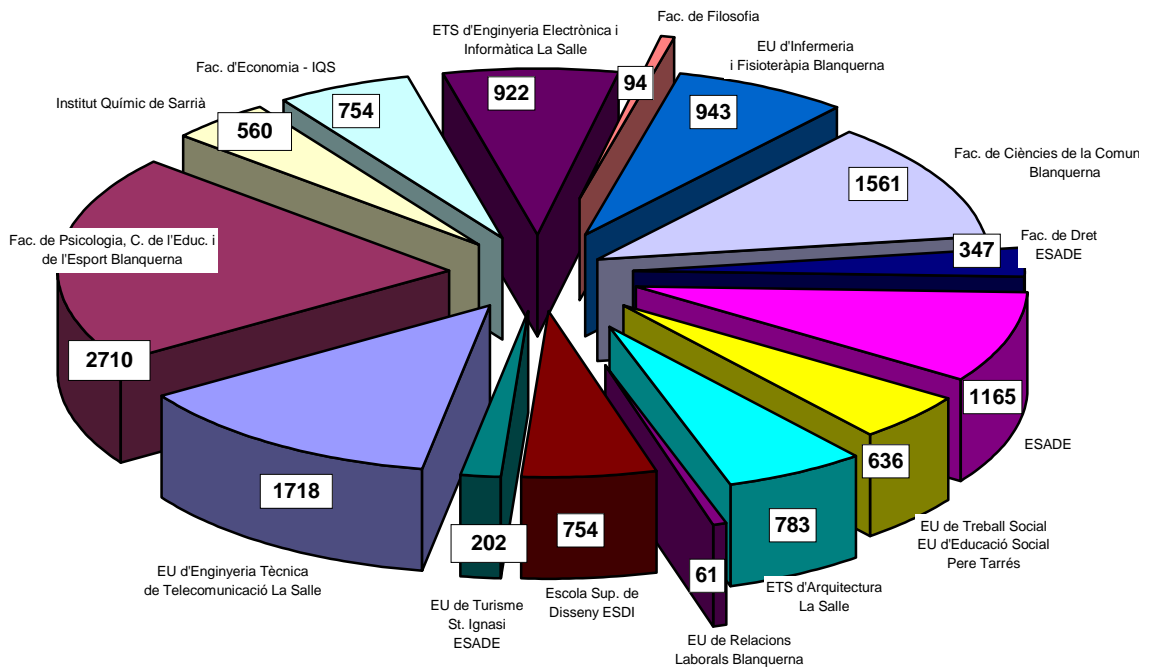 ETS d'Enginyeria Electrònica i
Informàtica La Salle
922
Fac. de Filosofia
94
EU d'Infermeria
i Fisioteràpia Blanquerna
943
Fac. de Ciències de la Comun
Blanquerna
1561
Fac. de Dret
ESADE
347
1165
ESADE
636
EU de Treball Social
EU d'Educació Social
Pere Tarrés
783
ETS d'Arquitectura
La Salle
61
EU de Relacions
Laborals Blanquerna
754
Escola Sup. de
Disseny ESDI
202
EU de Turisme
St. Ignasi
ESADE
1718
EU d'Enginyeria Tècnica
de Telecomunicació La Salle
2710
Fac. de Psicologia, C. de l'Educ. i
de l'Esport Blanquerna
560
Institut Químic de Sarrià
754
Fac. d'Economia - IQS